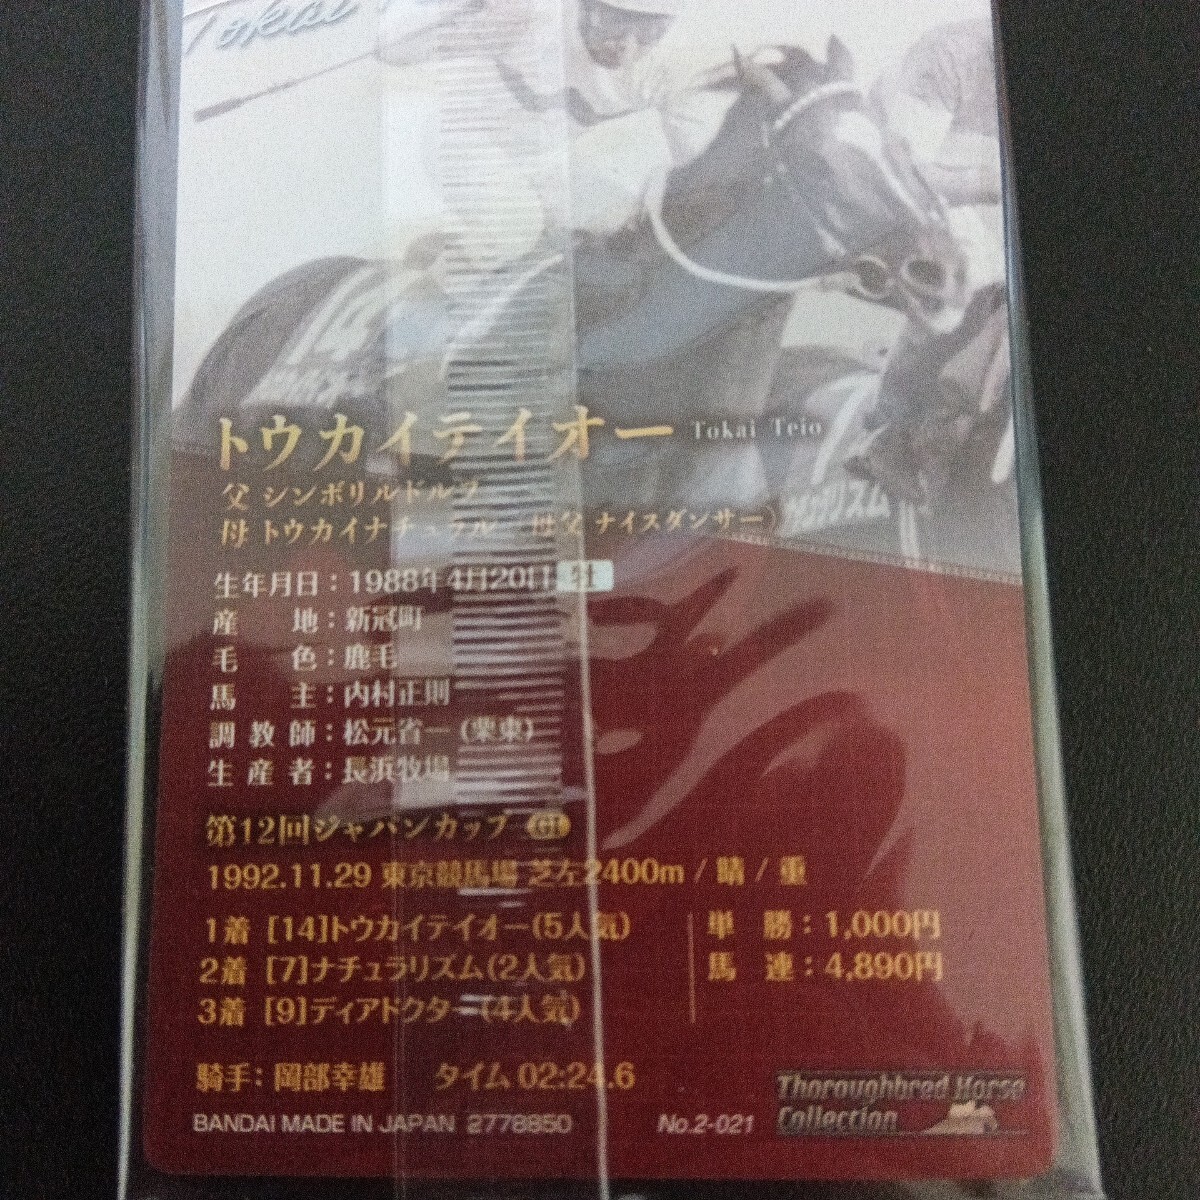 Tokai
トウカイテイオー Tokai Teio
父 シンボリルドルフ
母 トウカイナチュラル 母父 ナイスダンサー〉
生年月日：1988年4月20日 牡
産地：新冠町
毛色：鹿毛
馬主：内村正則
調教師：松元省一（栗東）
生産者：長浜牧場
第12回ジャパンカップ GI
1992.11.29 東京競馬場 芝左2400m / 晴 / 重
1着 [14]トウカイテイオー(5人気) 単勝：1,000円
2着 [7]ナチュラリズム(2人気) 馬連：4,890円
3着 [9]ディアドクター(4人気)
騎手：岡部幸雄 タイム 02:24.6
BANDAI MADE IN JAPAN 2778850 No.2-021
Thoroughbred Horse
Collection